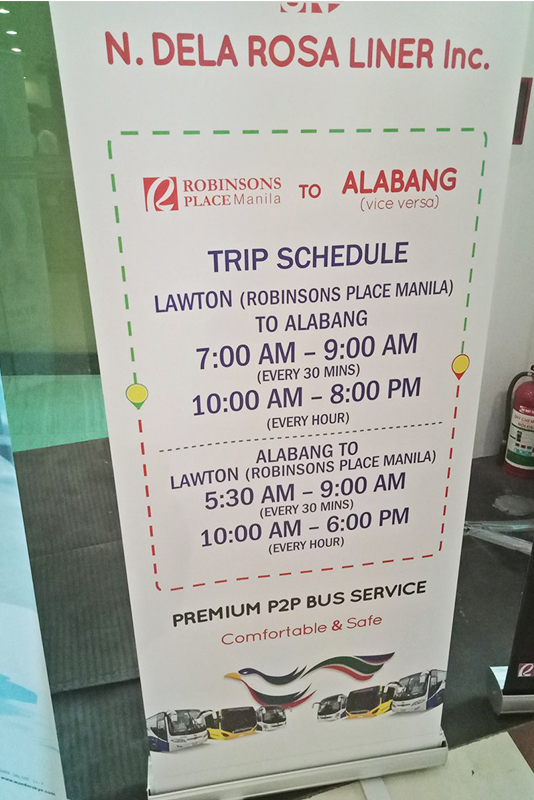 N. DELA ROSA LINER Inc.
ROBINSONS
PLACE Manila
TO
ALABANG
(vice versa)
TRIP SCHEDULE
LAWTON (ROBINSONS PLACE MANILA)
TO ALABANG
7:00 AM – 9:00 AM
(EVERY 30 MINS)
10:00 AM – 8:00 PM
(EVERY HOUR)
ALABANG TO
LAWTON (ROBINSONS PLACE MANILA)
5:30 AM – 9:00 AM
(EVERY 30 MINS)
10:00 AM – 6:00 PM
(EVERY HOUR)
PREMIUM P2P BUS SERVICE
Comfortable & Safe